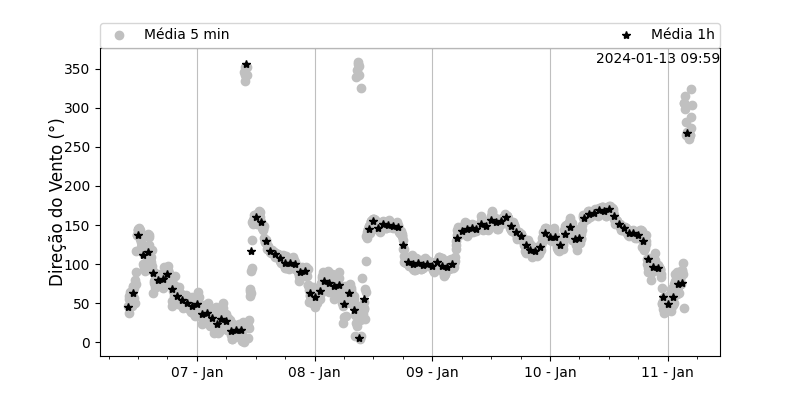 Média 5 min
Média 1h
2024-01-13 09:59
Direção do Vento (°)
350
300
250
200
150
100
50
0
07 - Jan
08 - Jan
09 - Jan
10 - Jan
11 - Jan